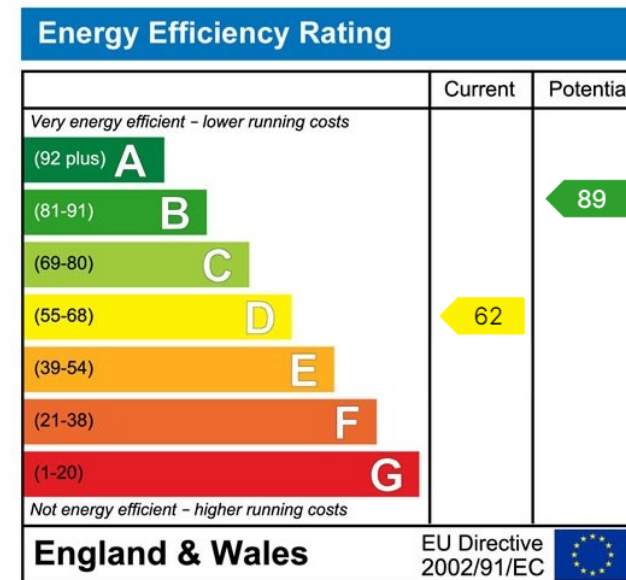 Energy Efficiency Rating
Current Potentia
Very energy efficient – lower running costs
(92 plus) A
(81-91) B 89
(69-80) C
(55-68) D 62
(39-54) E
(21-38) F
(1-20) G
Not energy efficient – higher running costs
England & Wales
EU Directive
2002/91/EC